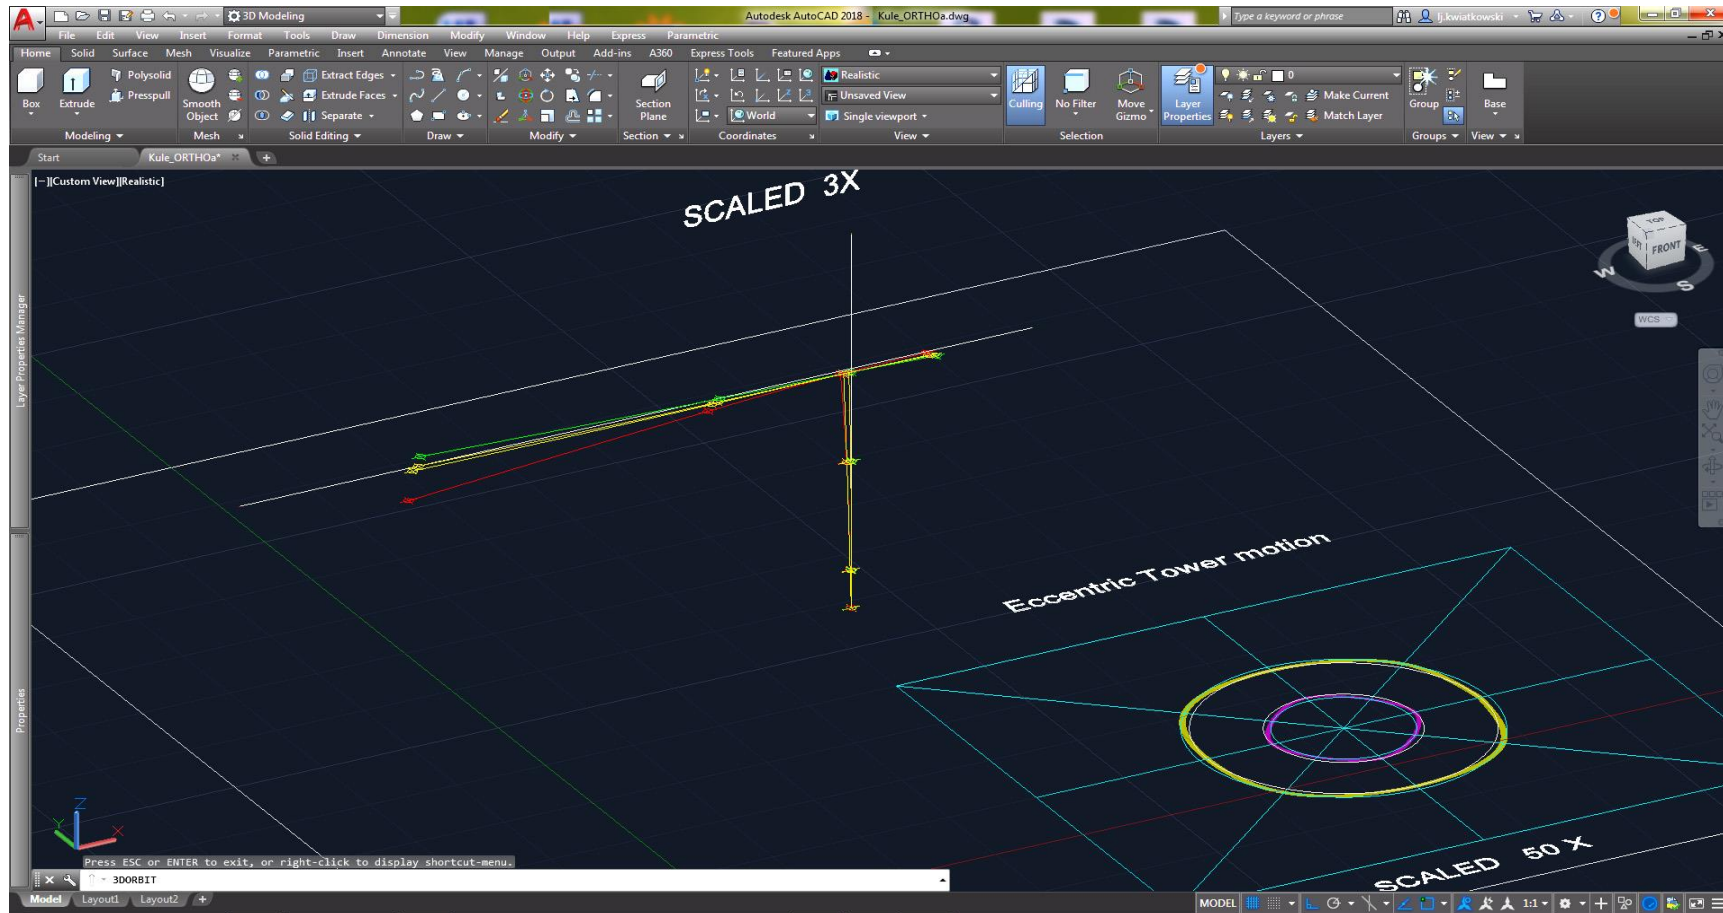 3D Modeling
Autodesk AutoCAD 2018 - Kule_ORTHOa.dwg
Type a keyword or phrase
lj.kwiatkowski
File Edit View Insert Format Tools Draw Dimension Modify Window Help Express Parametric
Home Solid Surface Mesh Visualize Parametric Insert Annotate View Manage Output Add-ins A360 Express Tools Featured Apps
Box
Extrude
Polysolid
Presspull
Smooth Object
Extract Edges
Extrude Faces
Separate
Section Plane
World
Realistic
Unsaved View
Single viewport
Culling
No Filter
Move Gizmo
Layer Properties
0
Make Current
Match Layer
Group
Base
Modeling Mesh Solid Editing Draw Modify Section Coordinates View Selection Layers Groups View
Start Kule_ORTHOa*
[−][Custom View][Realistic]
SCALED 3X
TOP
FRONT
W
S
E
WCS
Layer Properties Manager
Eccentric Tower motion
Properties
SCALED 50 X
Z
Y
X
Press ESC or ENTER to exit, or right-click to display shortcut-menu.
3DORBIT
Model Layout1 Layout2 +
MODEL
1:1